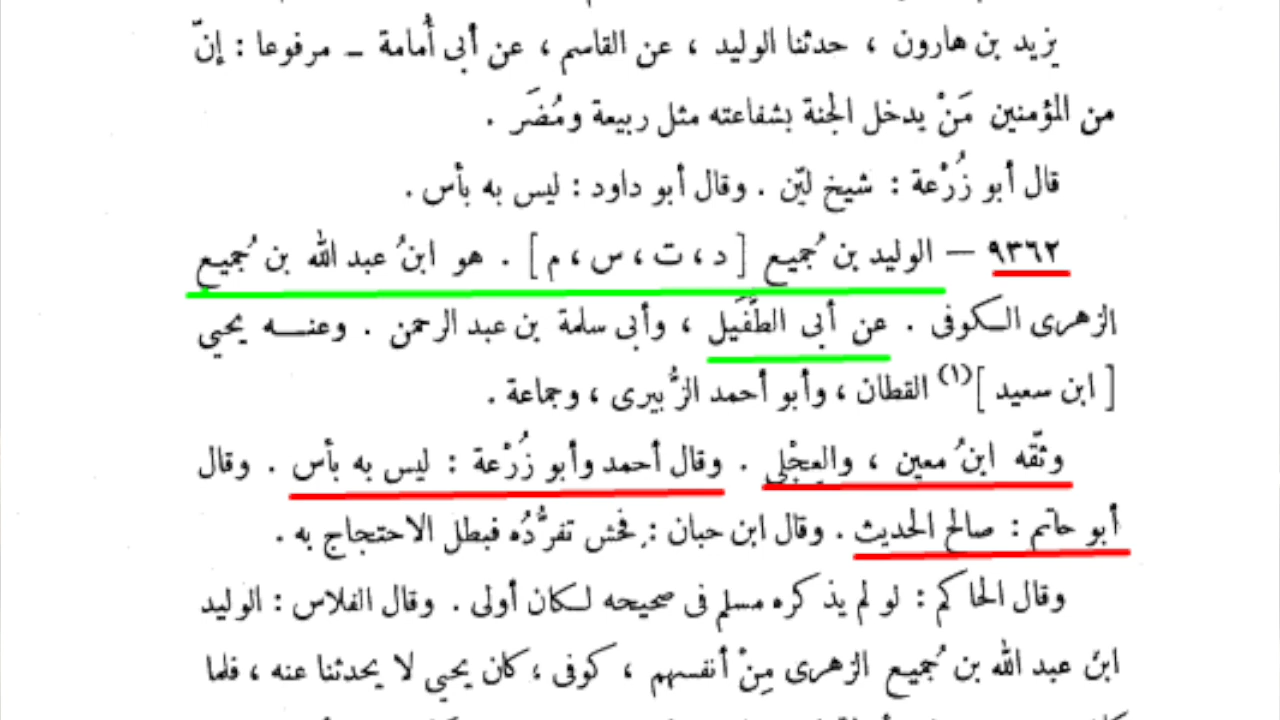 يزيد بن هارون ، حدثنا الوليد ، عن القاسم ، عن أبى أُمامة ــ مرفوعا : إنّ
من المؤمنين مَنْ يدخل الجنة بشفاعته مثل ربيعة ومُضَر .
قال أبو زُرْعة : شيخ ليّن . وقال أبو داود : ليس به بأس .
٩٣٦٢ – الوليد بن جُميع [ د ، ت ، س ، م ] . هو ابنُ عبد الله بن جُميع
الزهرى الكوفى . عن أبى الطُّفَيل ، وأبى سلمة بن عبد الرحمن . وعنـه يحيى
[ ابن سعيد ](١) القطان ، وأبو أحمد الزُّبيرى ، وجماعة .
وثّقه ابنُ معين ، والعِجْلى . وقال أحمد وأبو زُرْعة : ليس به بأس . وقال
أبو حاتم : صالح الحديث . وقال ابن حبان : فحش تفرُّدُه فبطل الاحتجاج به .
وقال الحاكم : لو لم يذكره مسلم فى صحيحه لـكان أولى . وقال الفلاس : الوليد
ابن عبد الله بن جُميع الزهرى مِنْ أنفسهم ، كوفى ، كان يحيى لا يحدثنا عنه ، فلما